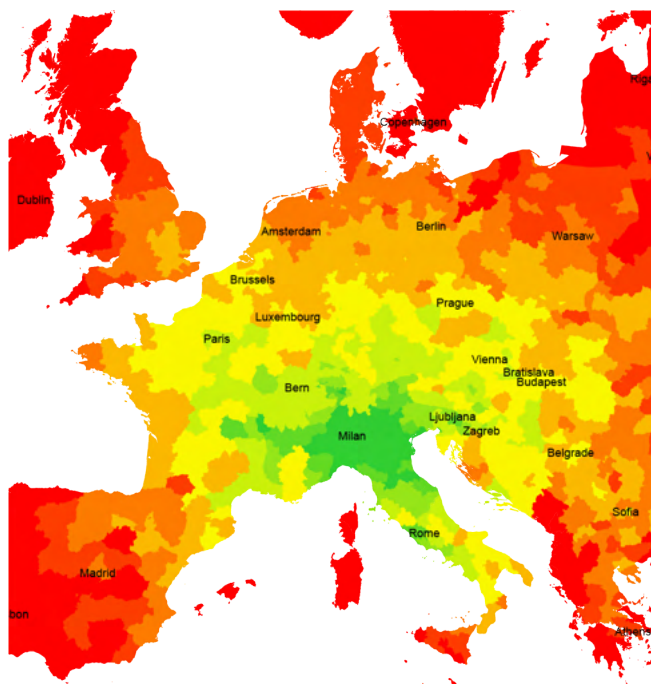 Riga
Copenhagen
Dublin
Amsterdam
Berlin
Warsaw
Brussels
Prague
Luxembourg
Paris
Vienna
Bratislava
Budapest
Bern
Ljubljana
Zagreb
Milan
Belgrade
Sofia
Rome
Madrid
bon
Athens